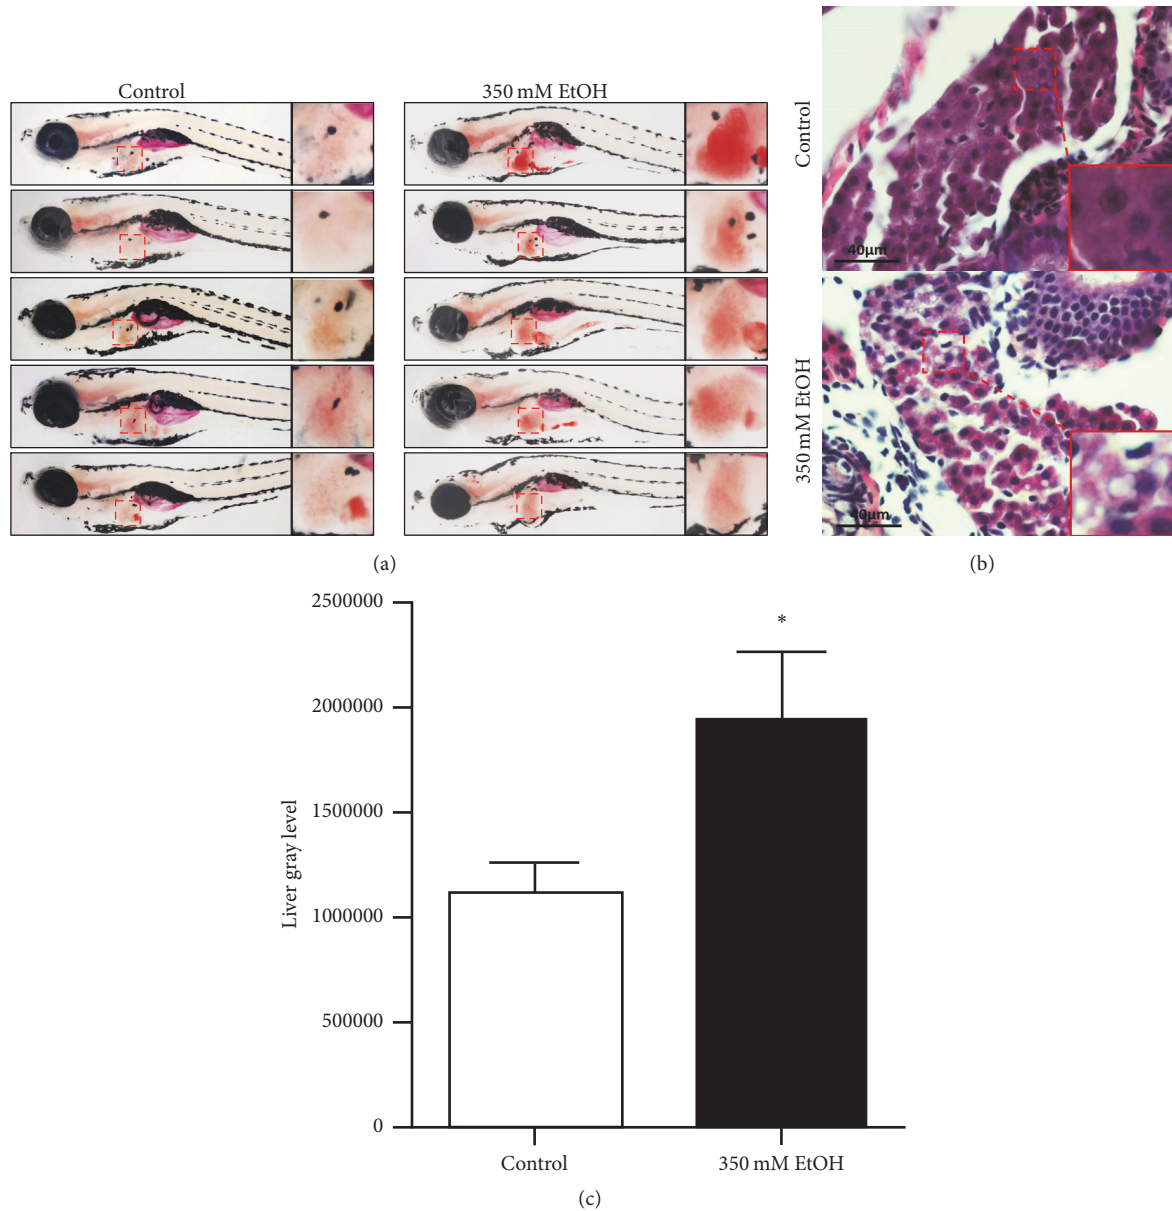 Control
350 mM EtOH
(a)
Control
40μm
350 mM EtOH
40μm
(b)
2500000
2000000
1500000
1000000
500000
0
Liver gray level
*
Control
350 mM EtOH
(c)